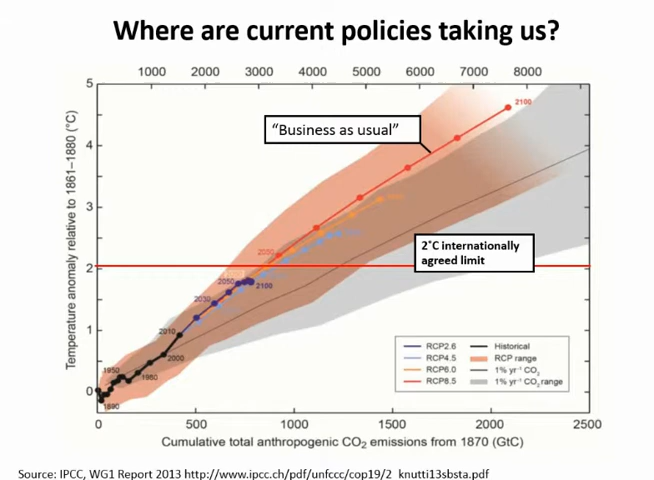 Where are current policies taking us?
1000 2000 3000 4000 5000 6000 7000 8000
5
4
3
2
1
0
Temperature anomaly relative to 1861–1880 (°C)
2100
"Business as usual"
2050
2˚C internationally
agreed limit
2050
2100
2030
2010
2000
1980
1950
1890
RCP2.6
RCP4.5
RCP6.0
RCP8.5
Historical
RCP range
1% yr⁻¹ CO₂
1% yr⁻¹ CO₂ range
0 500 1000 1500 2000 2500
Cumulative total anthropogenic CO₂ emissions from 1870 (GtC)
Source: IPCC, WG1 Report 2013 http://www.ipcc.ch/pdf/unfccc/cop19/2_knutti13sbsta.pdf